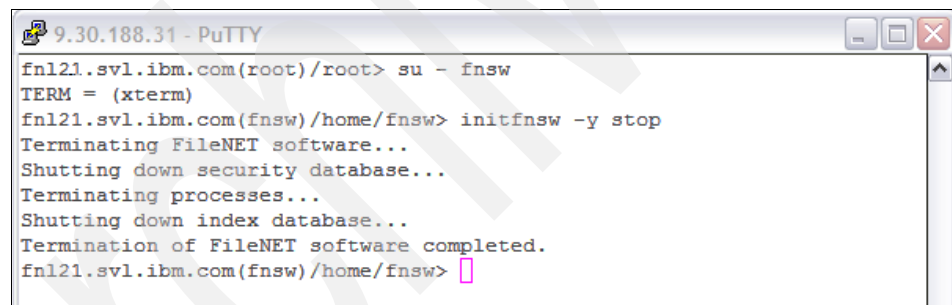 9.30.188.31 - PuTTY
fnl21.svl.ibm.com(root)/root> su - fnsw
TERM = (xterm)
fnl21.svl.ibm.com(fnsw)/home/fnsw> initfnsw -y stop
Terminating FileNET software...
Shutting down security database...
Terminating processes...
Shutting down index database...
Termination of FileNET software completed.
fnl21.svl.ibm.com(fnsw)/home/fnsw>